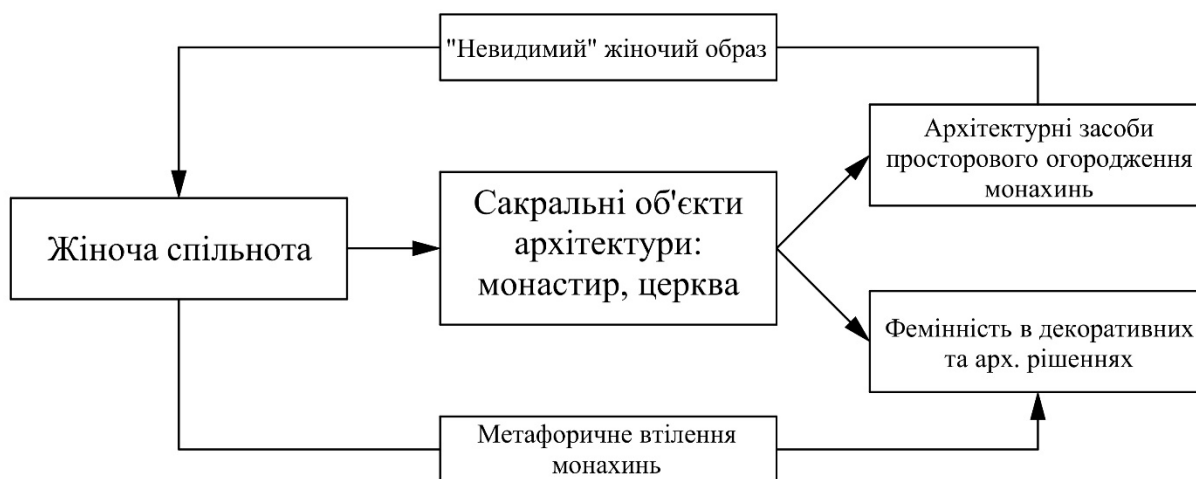 "Невидимий" жіночий образ
Архітектурні засоби
просторового огородження
монахинь
Жіноча спільнота
Сакральні об'єкти
архітектури:
монастир, церква
Фемінність в декоративних
та арх. рішеннях
Метафоричне втілення
монахинь